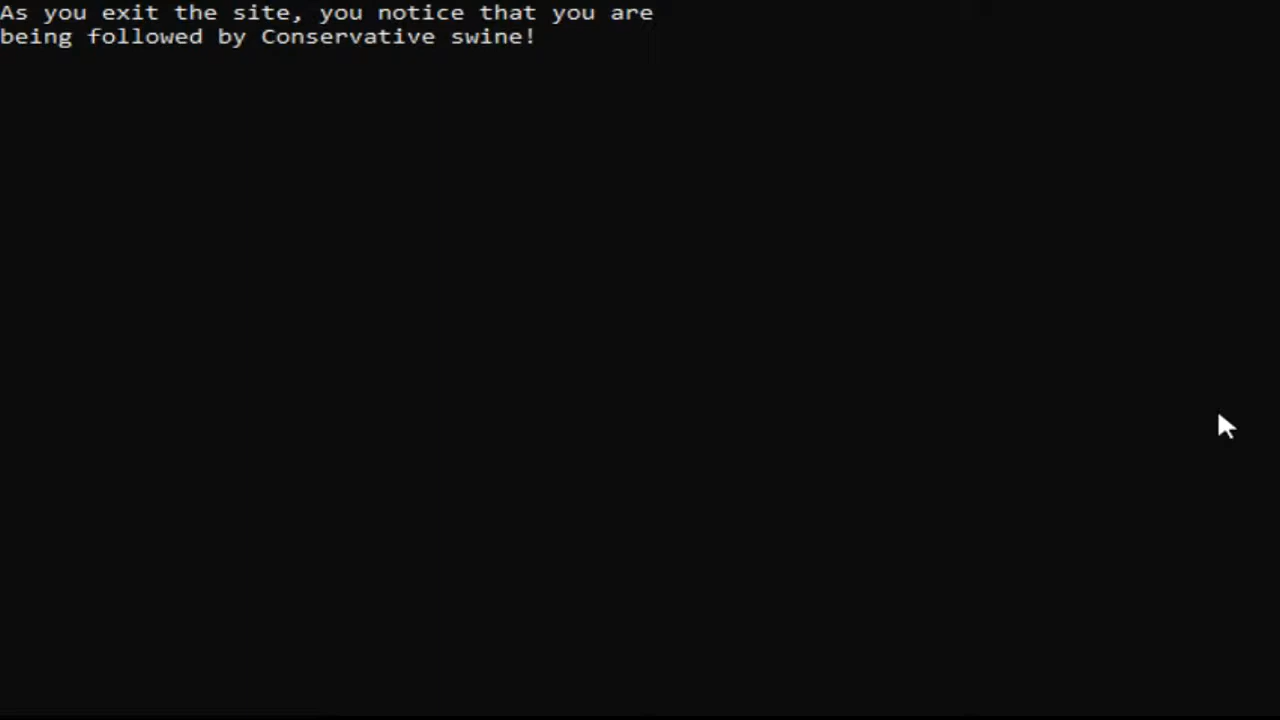 As you exit the site, you notice that you are
being followed by Conservative swine!